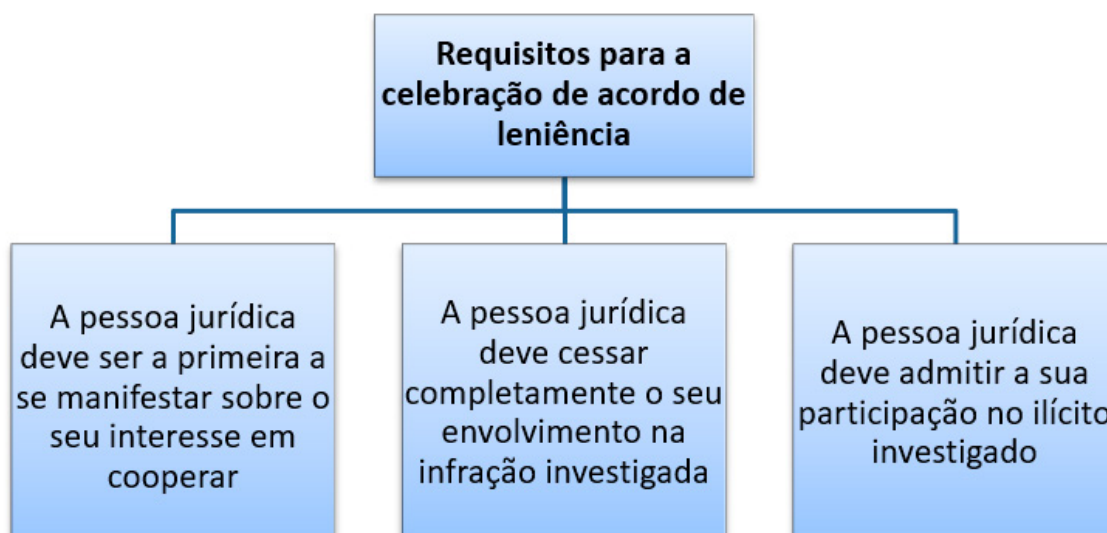 Requisitos para a
celebração de acordo de
leniência
A pessoa jurídica
deve ser a primeira a
se manifestar sobre o
seu interesse em
cooperar
A pessoa jurídica
deve cessar
completamente o seu
envolvimento na
infração investigada
A pessoa jurídica
deve admitir a sua
participação no ilícito
investigado